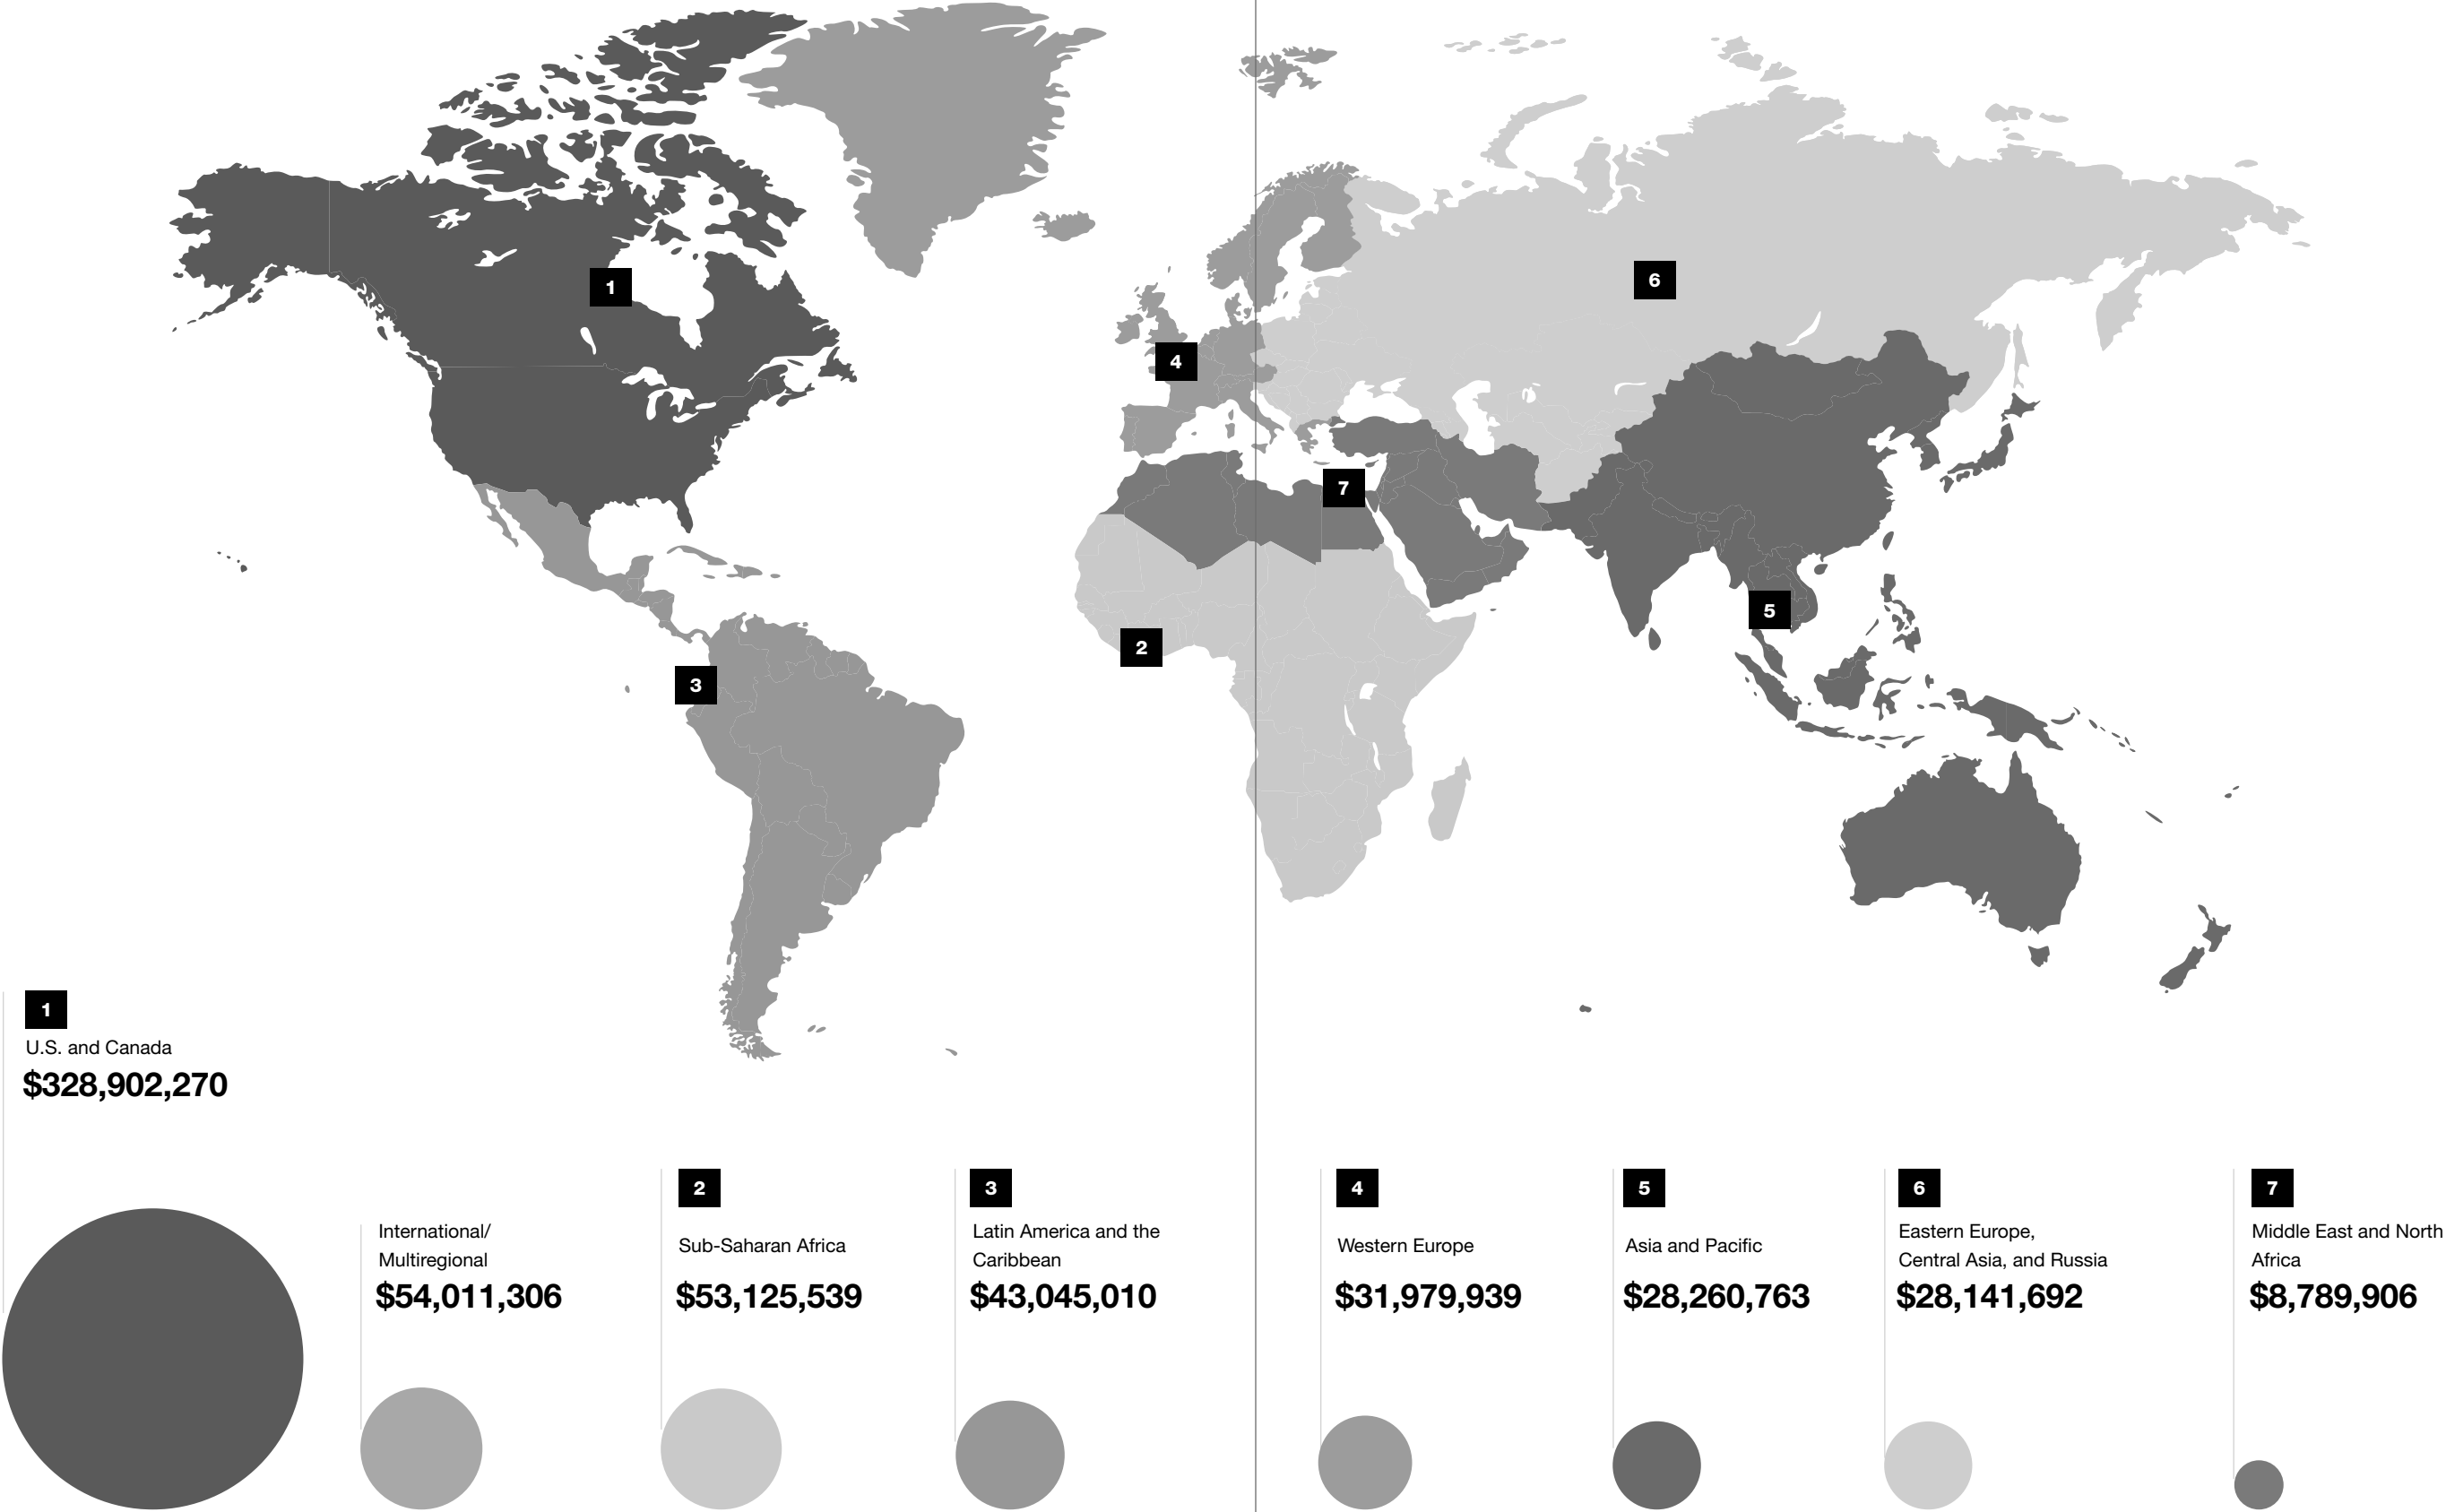 1
6
4
7
5
2
3
1
U.S. and Canada
$328,902,270
International/
Multiregional
$54,011,306
2
Sub-Saharan Africa
$53,125,539
3
Latin America and the
Caribbean
$43,045,010
4
Western Europe
$31,979,939
5
Asia and Pacific
$28,260,763
6
Eastern Europe,
Central Asia, and Russia
$28,141,692
7
Middle East and North
Africa
$8,789,906